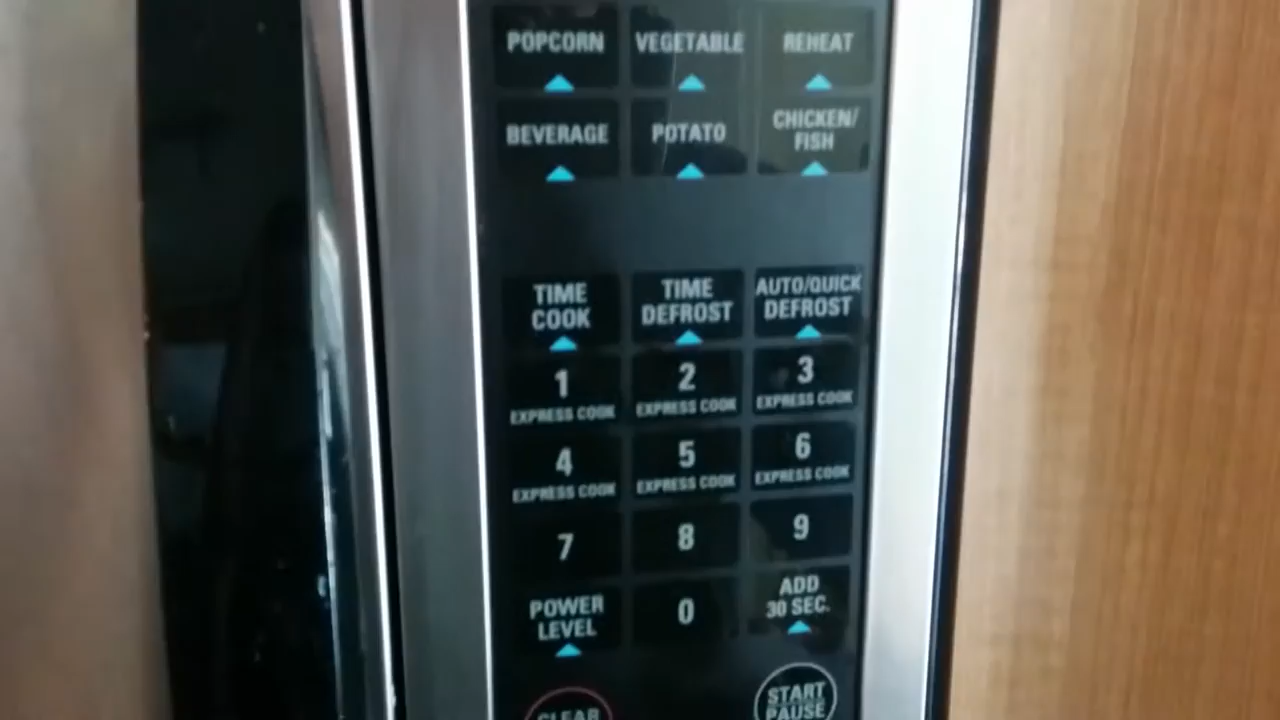 POPCORN VEGETABLE REHEAT
BEVERAGE POTATO CHICKEN/
FISH
TIME COOK TIME DEFROST AUTO/QUICK DEFROST
1 2 3
EXPRESS COOK EXPRESS COOK EXPRESS COOK
4 5 6
EXPRESS COOK EXPRESS COOK EXPRESS COOK
7 8 9
POWER LEVEL 0 ADD 30 SEC.
CLEAR START PAUSE